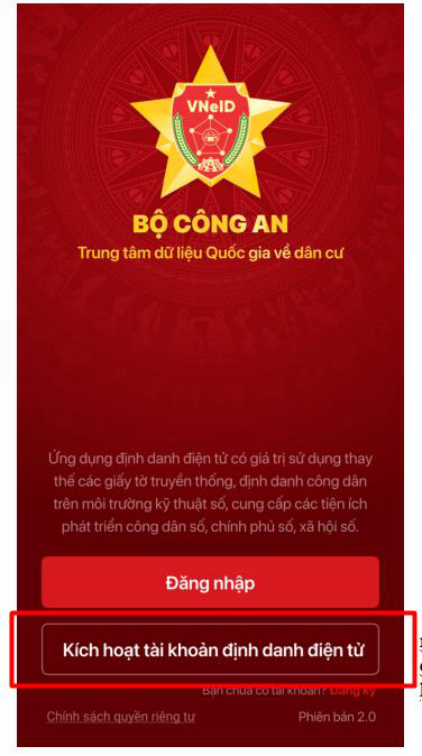 VNeID
BỘ CÔNG AN
Trung tâm dữ liệu Quốc gia về dân cư
Ứng dụng định danh điện tử có giá trị sử dụng thay
thế các giấy tờ truyền thống, định danh công dân
trên môi trường kỹ thuật số, cung cấp các tiện ích
phát triển công dân số, chính phủ số, xã hội số.
Đăng nhập
Kích hoạt tài khoản định danh điện tử
Bạn chưa có tài khoản? Đăng ký
Chính sách quyền riêng tư
Phiên bản 2.0